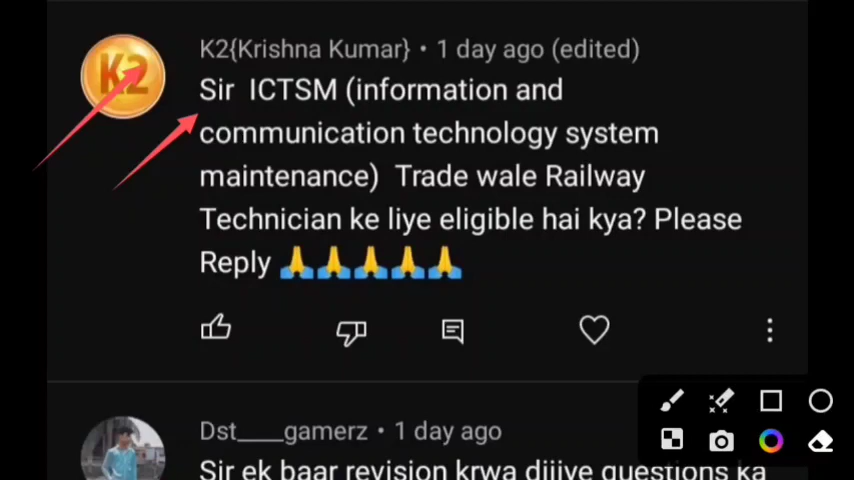 K2
K2{Krishna Kumar} • 1 day ago (edited)
Sir ICTSM (information and
communication technology system
maintenance) Trade wale Railway
Technician ke liye eligible hai kya? Please
Reply 🙏🙏🙏🙏🙏
Dst____gamerz • 1 day ago
Sir ek baar revision krwa dijiye questions ka